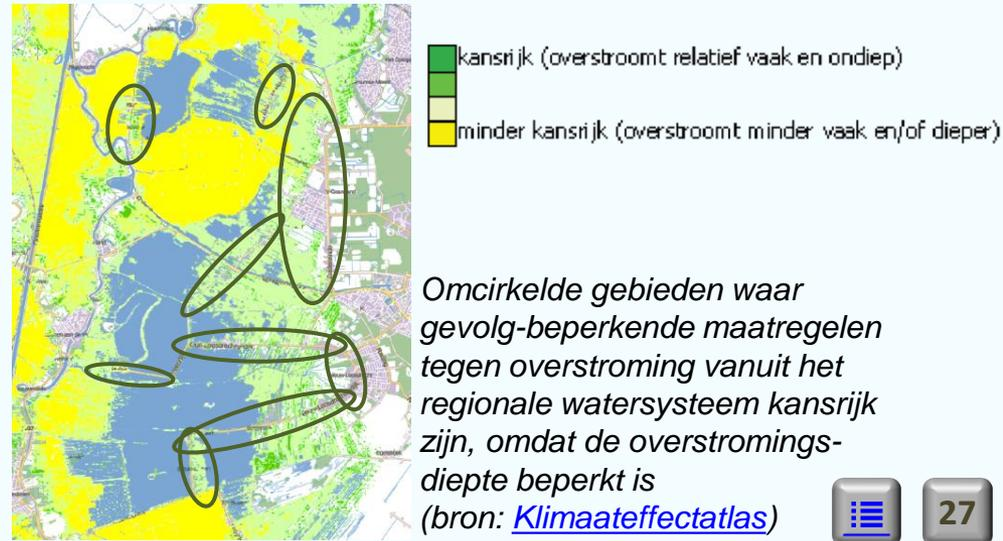 kansrijk (overstroomt relatief vaak en ondiep)
minder kansrijk (overstroomt minder vaak en/of dieper)
Omcirkelde gebieden waar
gevolg-beperkende maatregelen
tegen overstroming vanuit het
regionale watersysteem kansrijk
zijn, omdat de overstromings-
diepte beperkt is
(bron: Klimaateffectatlas)
27